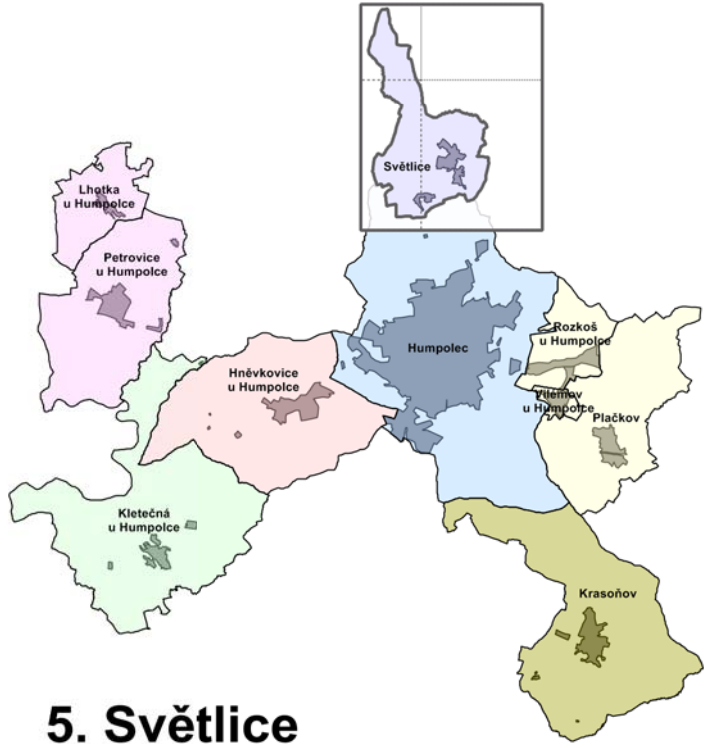 Světlice
Lhotka
u Humpolce
Petrovice
u Humpolce
Rozkoš
u Humpolce
Humpolec
Hněvkovice
u Humpolce
Vilémov
u Humpolce
Plačkov
Kletečná
u Humpolce
Krasoňov
5. Světlice